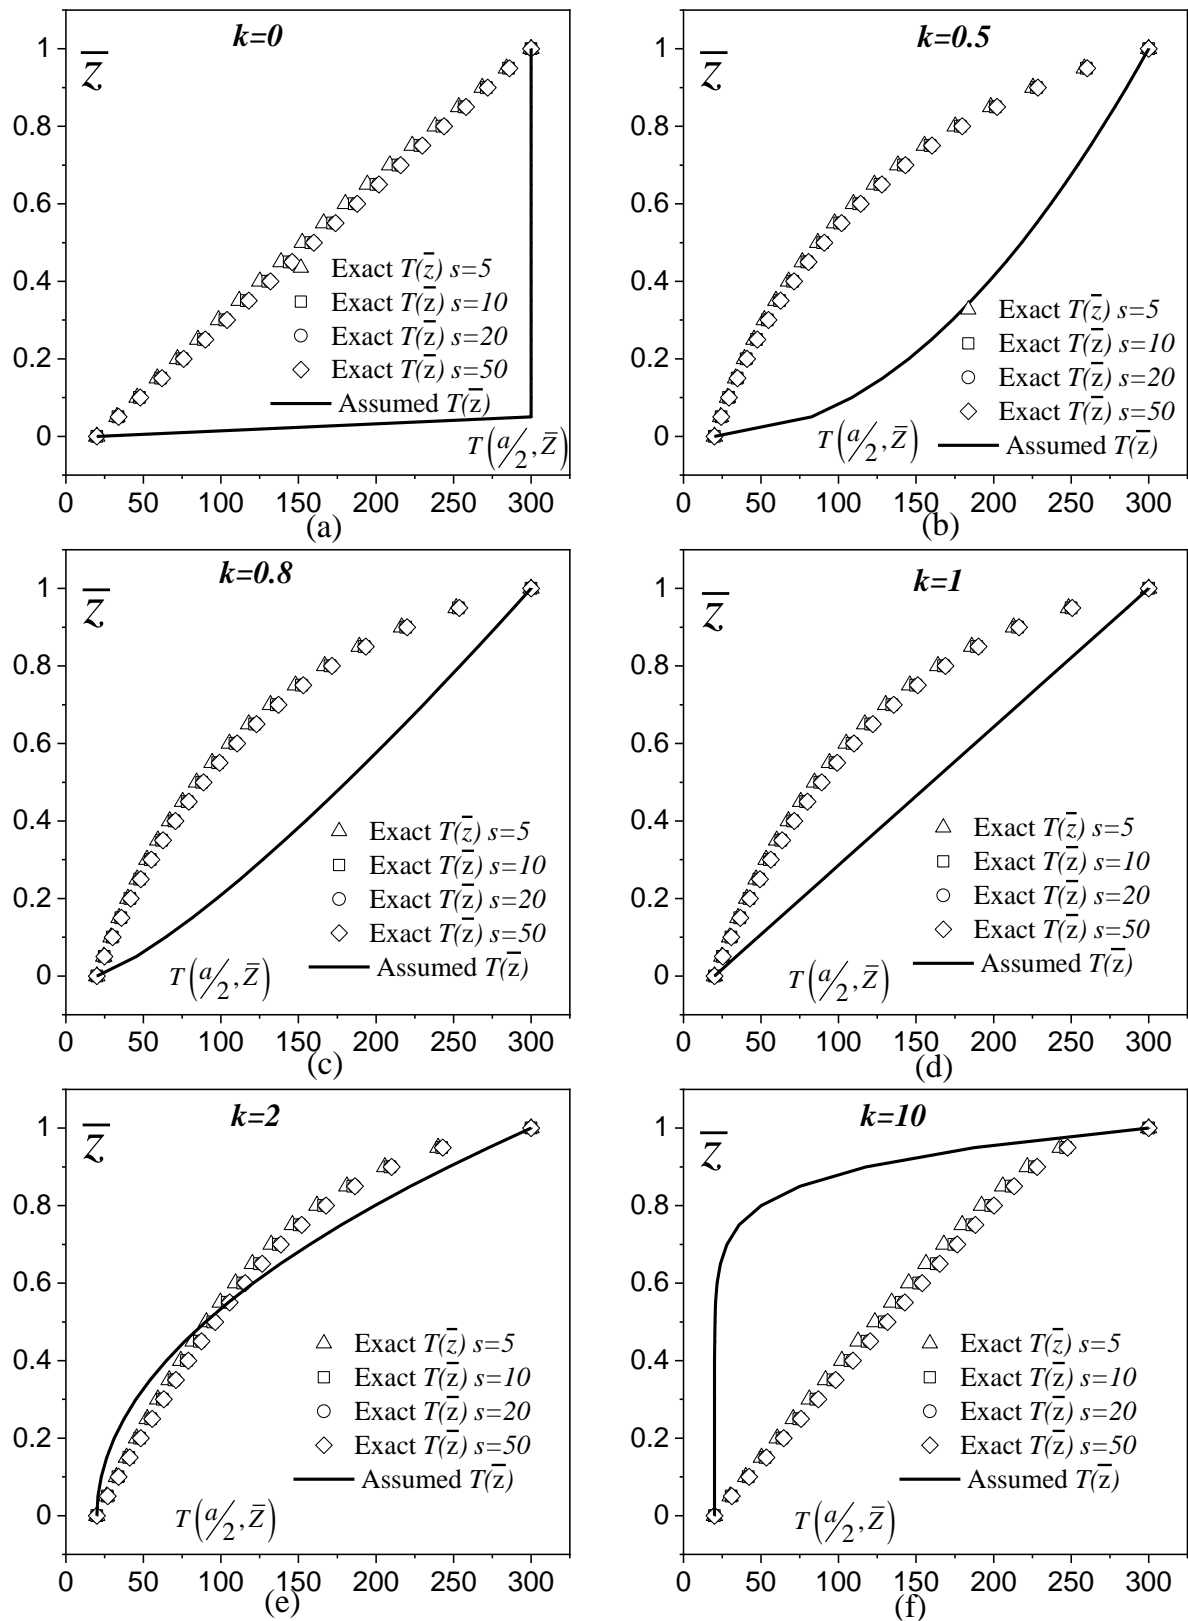 k=0
z̅
1
0.8
0.6
0.4
0.2
0
Exact T(z̅) s=5
Exact T(z̅) s=10
Exact T(z̅) s=20
Exact T(z̅) s=50
Assumed T(z̅)
T(a/2, Z̅)
0 50 100 150 200 250 300
(a)
k=0.5
z̅
1
0.8
0.6
0.4
0.2
0
Exact T(z̅) s=5
Exact T(z̅) s=10
Exact T(z̅) s=20
Exact T(z̅) s=50
Assumed T(z̅)
T(a/2, Z̅)
0 50 100 150 200 250 300
(b)
k=0.8
z̅
1
0.8
0.6
0.4
0.2
0
Exact T(z̅) s=5
Exact T(z̅) s=10
Exact T(z̅) s=20
Exact T(z̅) s=50
Assumed T(z̅)
T(a/2, Z̅)
0 50 100 150 200 250 300
(c)
k=1
z̅
1
0.8
0.6
0.4
0.2
0
Exact T(z̅) s=5
Exact T(z̅) s=10
Exact T(z̅) s=20
Exact T(z̅) s=50
Assumed T(z̅)
T(a/2, Z̅)
0 50 100 150 200 250 300
(d)
k=2
z̅
1
0.8
0.6
0.4
0.2
0
Exact T(z̅) s=5
Exact T(z̅) s=10
Exact T(z̅) s=20
Exact T(z̅) s=50
Assumed T(z̅)
T(a/2, Z̅)
0 50 100 150 200 250 300
(e)
k=10
z̅
1
0.8
0.6
0.4
0.2
0
Exact T(z̅) s=5
Exact T(z̅) s=10
Exact T(z̅) s=20
Exact T(z̅) s=50
Assumed T(z̅)
T(a/2, Z̅)
0 50 100 150 200 250 300
(f)